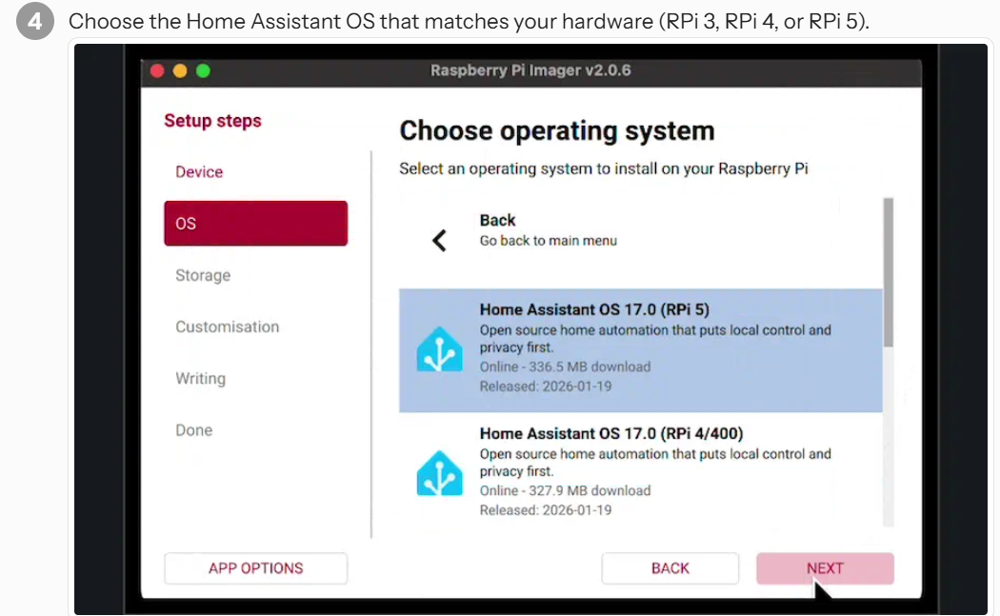 4 Choose the Home Assistant OS that matches your hardware (RPi 3, RPi 4, or RPi 5).
Raspberry Pi Imager v2.0.6
Setup steps
Device
OS
Storage
Customisation
Writing
Done
APP OPTIONS
Choose operating system
Select an operating system to install on your Raspberry Pi
Back
Go back to main menu
Home Assistant OS 17.0 (RPi 5)
Open source home automation that puts local control and
privacy first.
Online - 336.5 MB download
Released: 2026-01-19
Home Assistant OS 17.0 (RPi 4/400)
Open source home automation that puts local control and
privacy first.
Online - 327.9 MB download
Released: 2026-01-19
BACK
NEXT